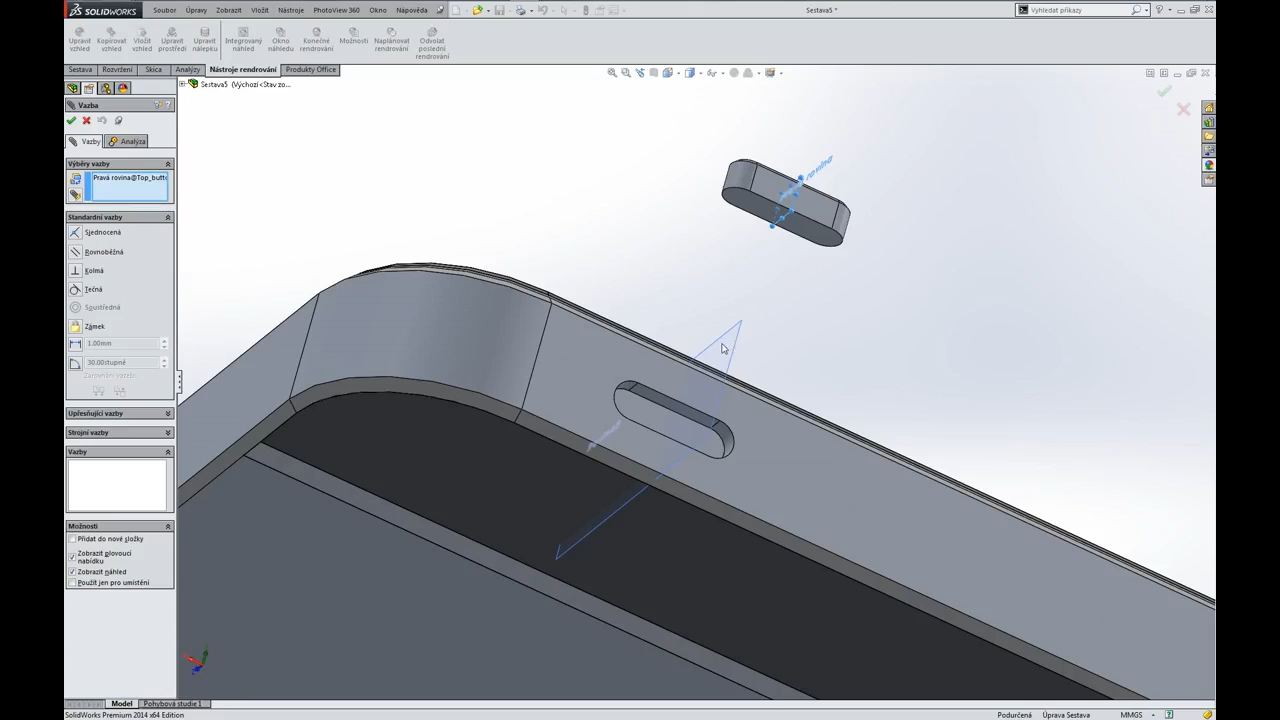 SOLIDWORKS
Soubor Úpravy Zobrazit Vložit Nástroje PhotoView 360 Okno Nápověda
Sestava5 *
Vyhledat příkazy
Upravit vzhled
Kopírovat vzhled
Vložit vzhled
Upravit prostředí
Upravit nálepku
Integrovaný náhled
Okno náhledu
Konečné rendrování
Možnosti
Naplánovat rendrování
Odvolat poslední rendrování
Sestava Rozvržení Skica Analýzy Nástroje rendrování Produkty Office
Sestava5 (Výchozí<Stav zo...
Vazba
Vazby Analýza
Výběry vazby
Pravá rovina@Top_butto
Standardní vazby
Sjednocená
Rovnoběžná
Kolmá
Tečná
Soustředná
Zámek
1.00mm
30.00stupně
Zarovnání vazby:
Upřesňující vazby
Strojní vazby
Vazby
Možnosti
Přidat do nové složky
Zobrazit plovoucí
nabídku
Zobrazit náhled
Použít jen pro umístění
Model Pohybová studie 1
SolidWorks Premium 2014 x64 Edition
Podurčená Úprava Sestava MMGS